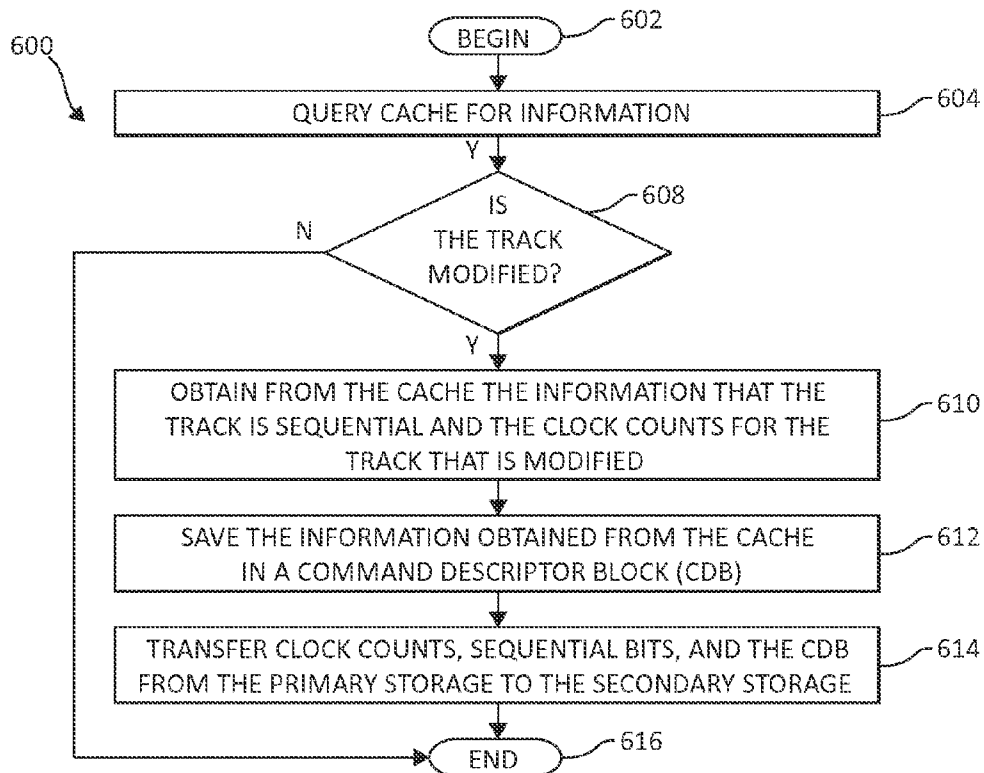 600
BEGIN
602
QUERY CACHE FOR INFORMATION
604
Y
IS
THE TRACK
MODIFIED?
608
N
Y
OBTAIN FROM THE CACHE THE INFORMATION THAT THE
TRACK IS SEQUENTIAL AND THE CLOCK COUNTS FOR THE
TRACK THAT IS MODIFIED
610
SAVE THE INFORMATION OBTAINED FROM THE CACHE
IN A COMMAND DESCRIPTOR BLOCK (CDB)
612
TRANSFER CLOCK COUNTS, SEQUENTIAL BITS, AND THE CDB
FROM THE PRIMARY STORAGE TO THE SECONDARY STORAGE
614
END
616